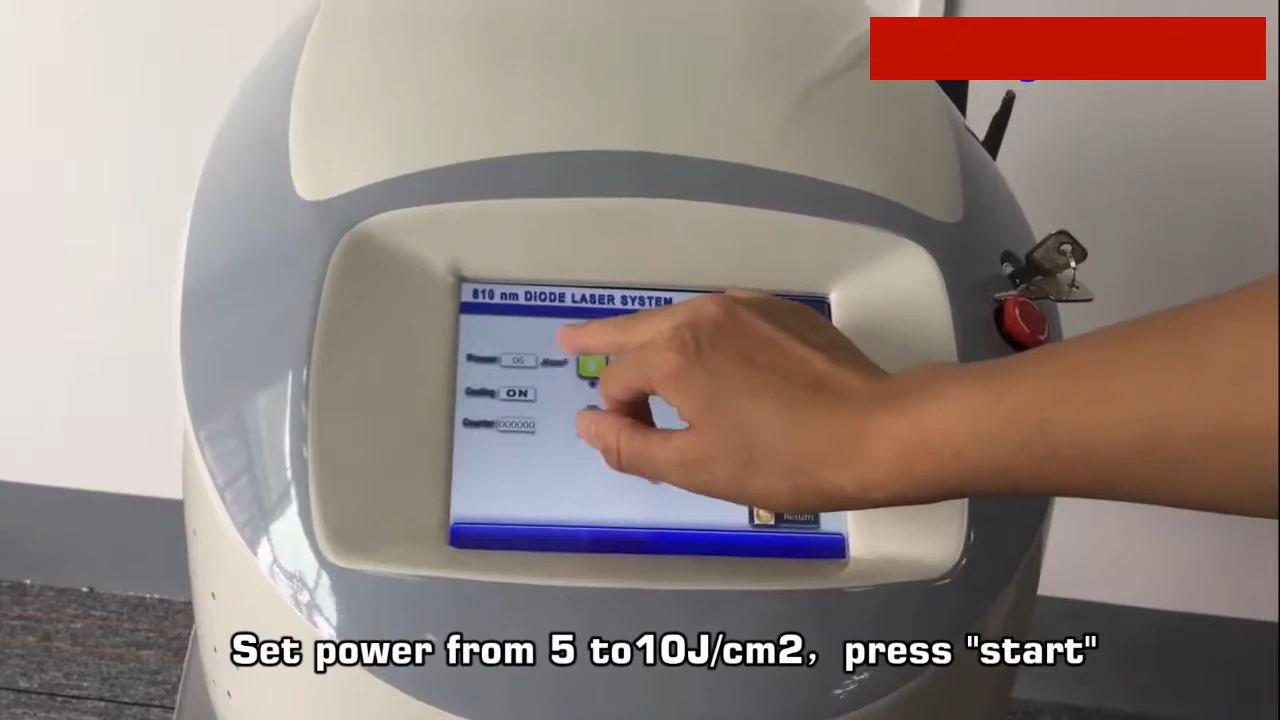 810 nm DIODE LASER SYSTEM
Power 06 J/cm²
Cooling ON
Counter 000000
Return
Set power from 5 to10J/cm2, press "start"